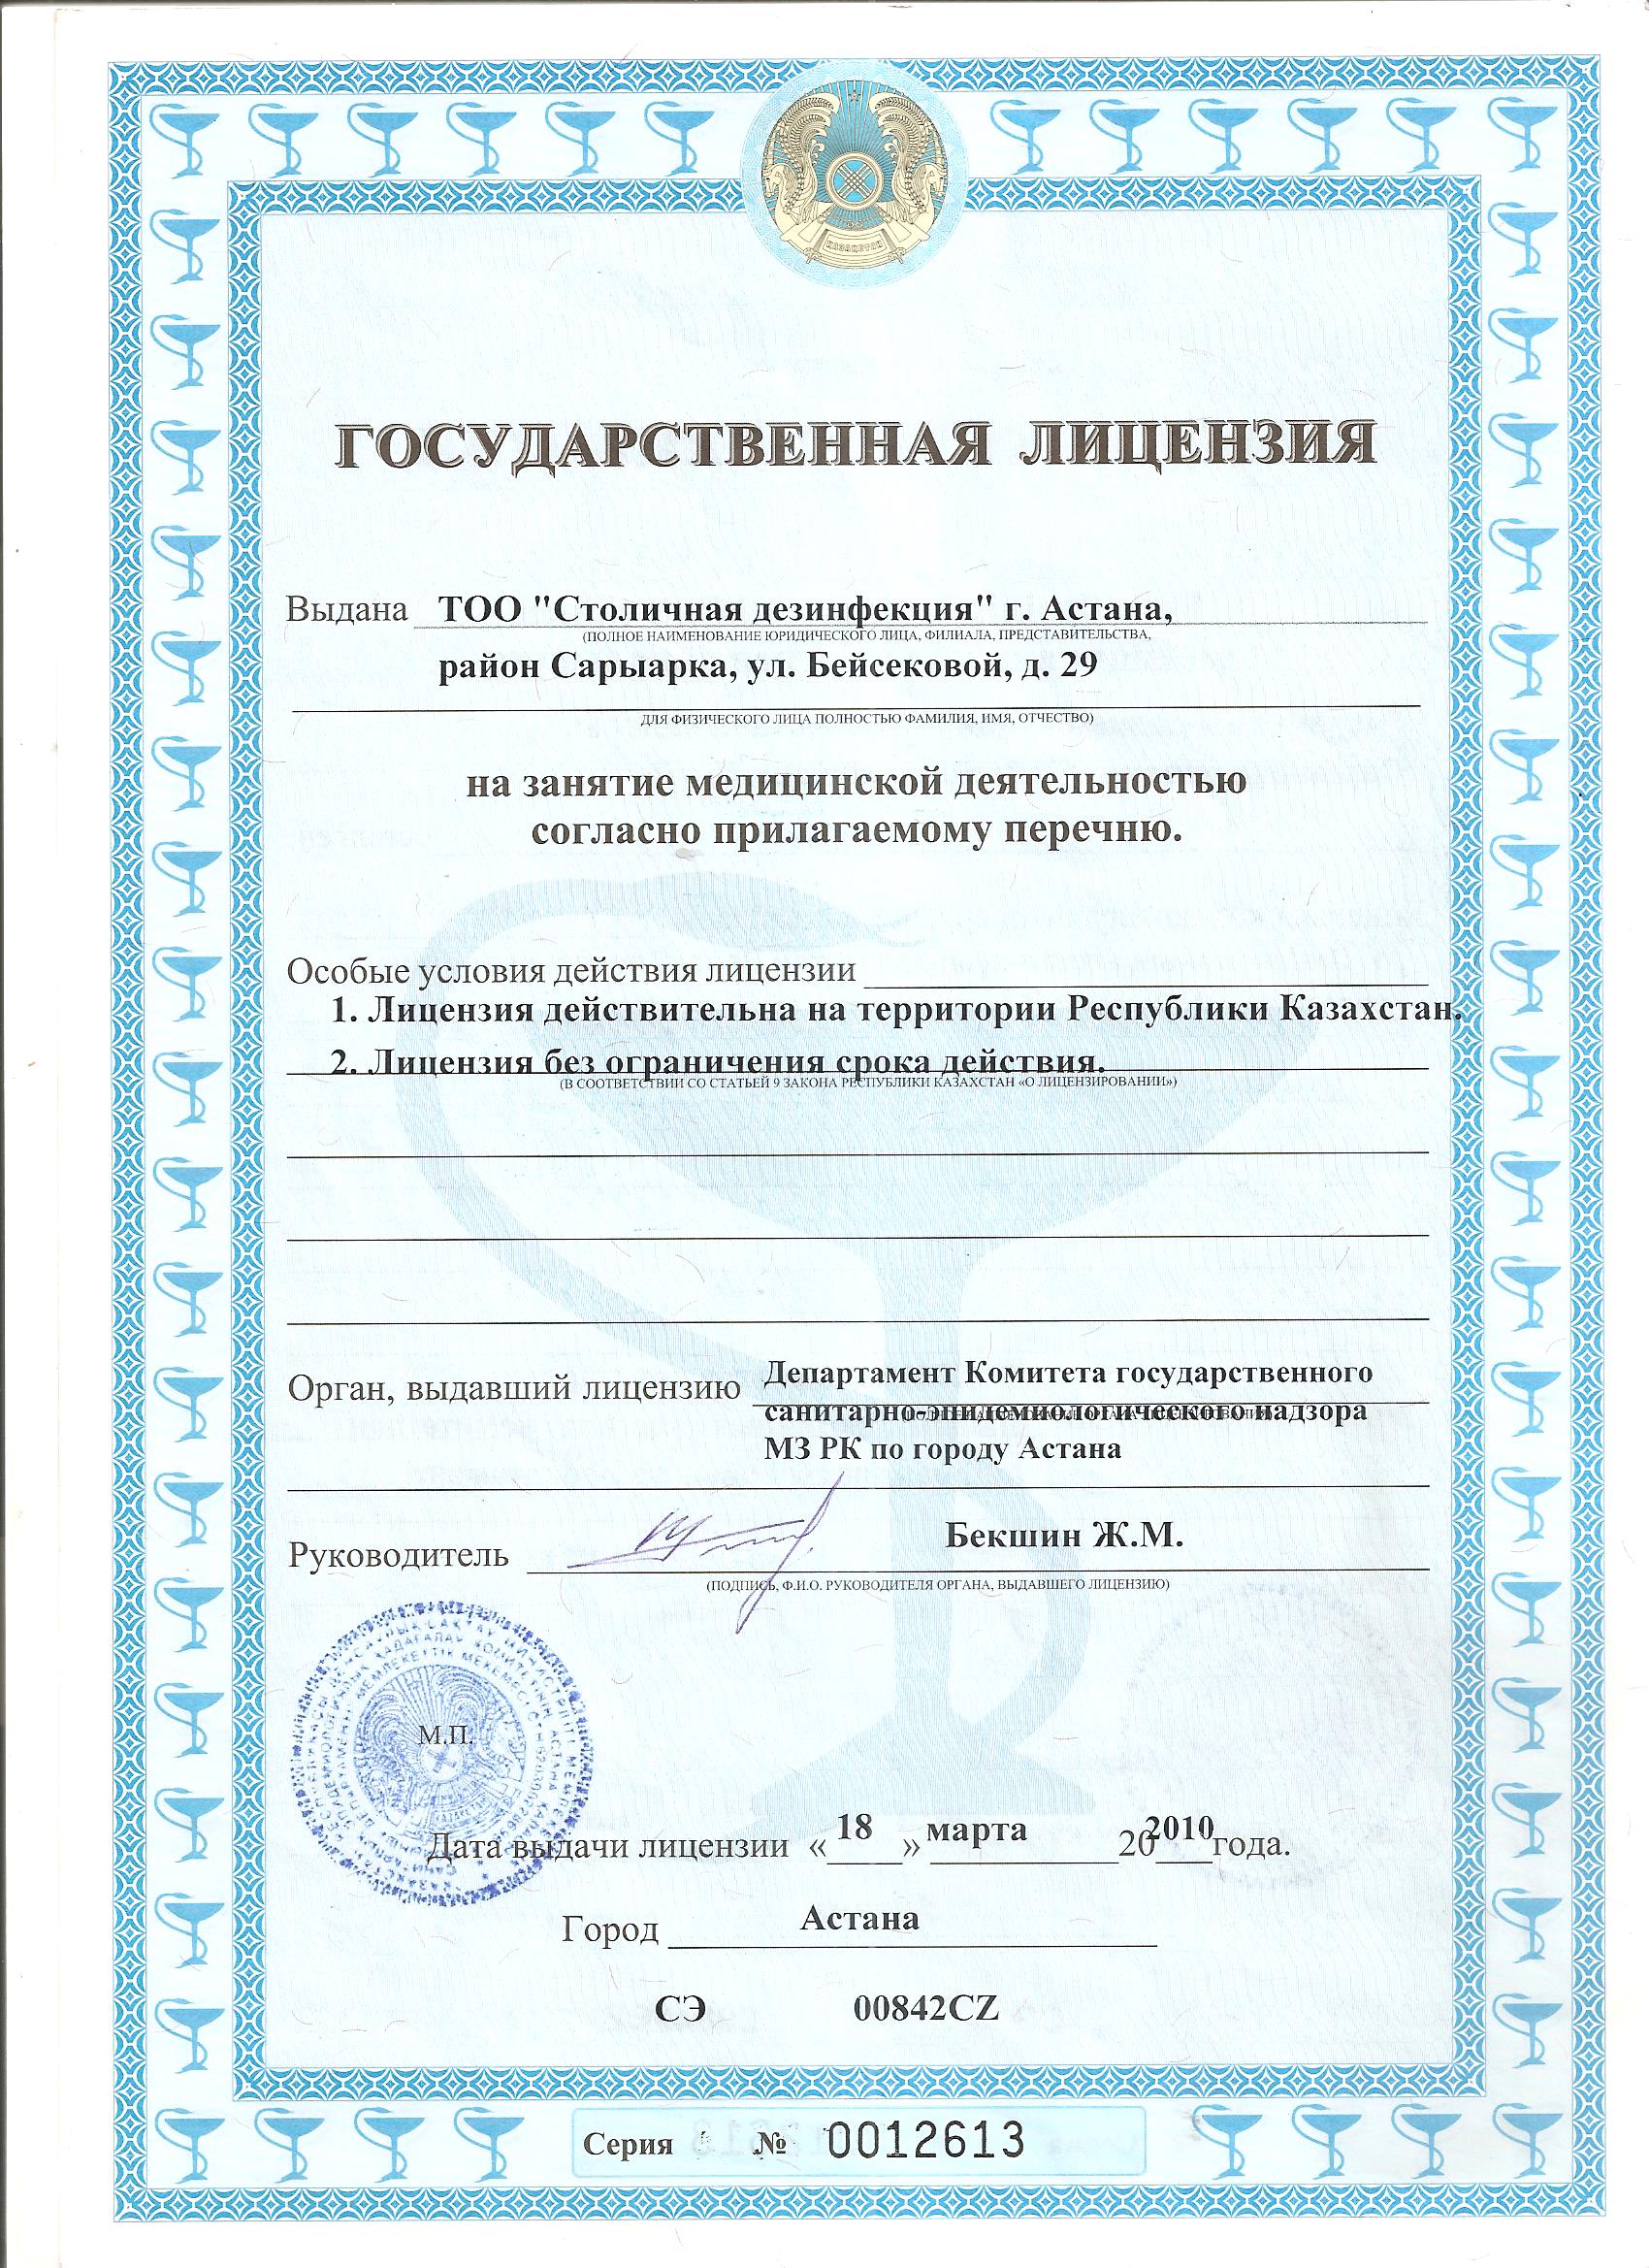 ҚАЗАҚСТАН
ГОСУДАРСТВЕННАЯ ЛИЦЕНЗИЯ
Выдана ТОО "Столичная дезинфекция" г. Астана,
(ПОЛНОЕ НАИМЕНОВАНИЕ ЮРИДИЧЕСКОГО ЛИЦА, ФИЛИАЛА, ПРЕДСТАВИТЕЛЬСТВА,
район Сарыарка, ул. Бейсековой, д. 29
ДЛЯ ФИЗИЧЕСКОГО ЛИЦА ПОЛНОСТЬЮ ФАМИЛИЯ, ИМЯ, ОТЧЕСТВО)
на занятие медицинской деятельностью
согласно прилагаемому перечню.
Особые условия действия лицензии
1. Лицензия действительна на территории Республики Казахстан.
2. Лицензия без ограничения срока действия.
(В СООТВЕТСТВИИ СО СТАТЬЕЙ 9 ЗАКОНА РЕСПУБЛИКИ КАЗАХСТАН «О ЛИЦЕНЗИРОВАНИИ»)
Орган, выдавший лицензию Департамент Комитета государственного
санитарно-эпидемиологического надзора
МЗ РК по городу Астана
Руководитель Бекшин Ж.М.
(ПОДПИСЬ, Ф.И.О. РУКОВОДИТЕЛЯ ОРГАНА, ВЫДАВШЕГО ЛИЦЕНЗИЮ)
М.П.
Дата выдачи лицензии « 18 » марта 20 2010 года.
Город Астана
СЭ 00842CZ
Серия № 0012613